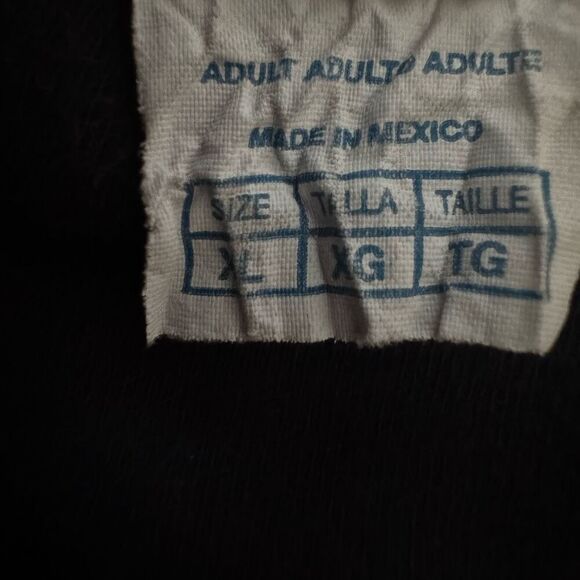 ADULT ADULTO ADULTE
MADE IN MEXICO
SIZE TALLA TAILLE
XL XG TG